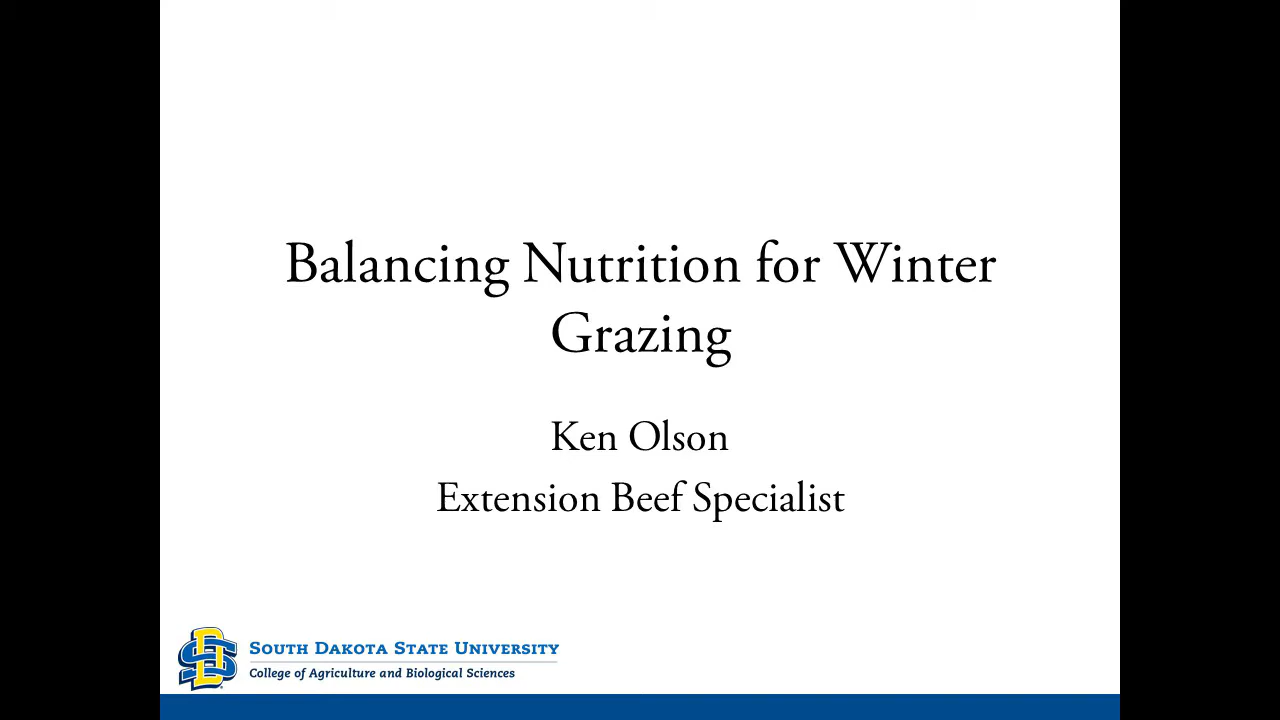 Balancing Nutrition for Winter
Grazing
Ken Olson
Extension Beef Specialist
South Dakota State University
College of Agriculture and Biological Sciences